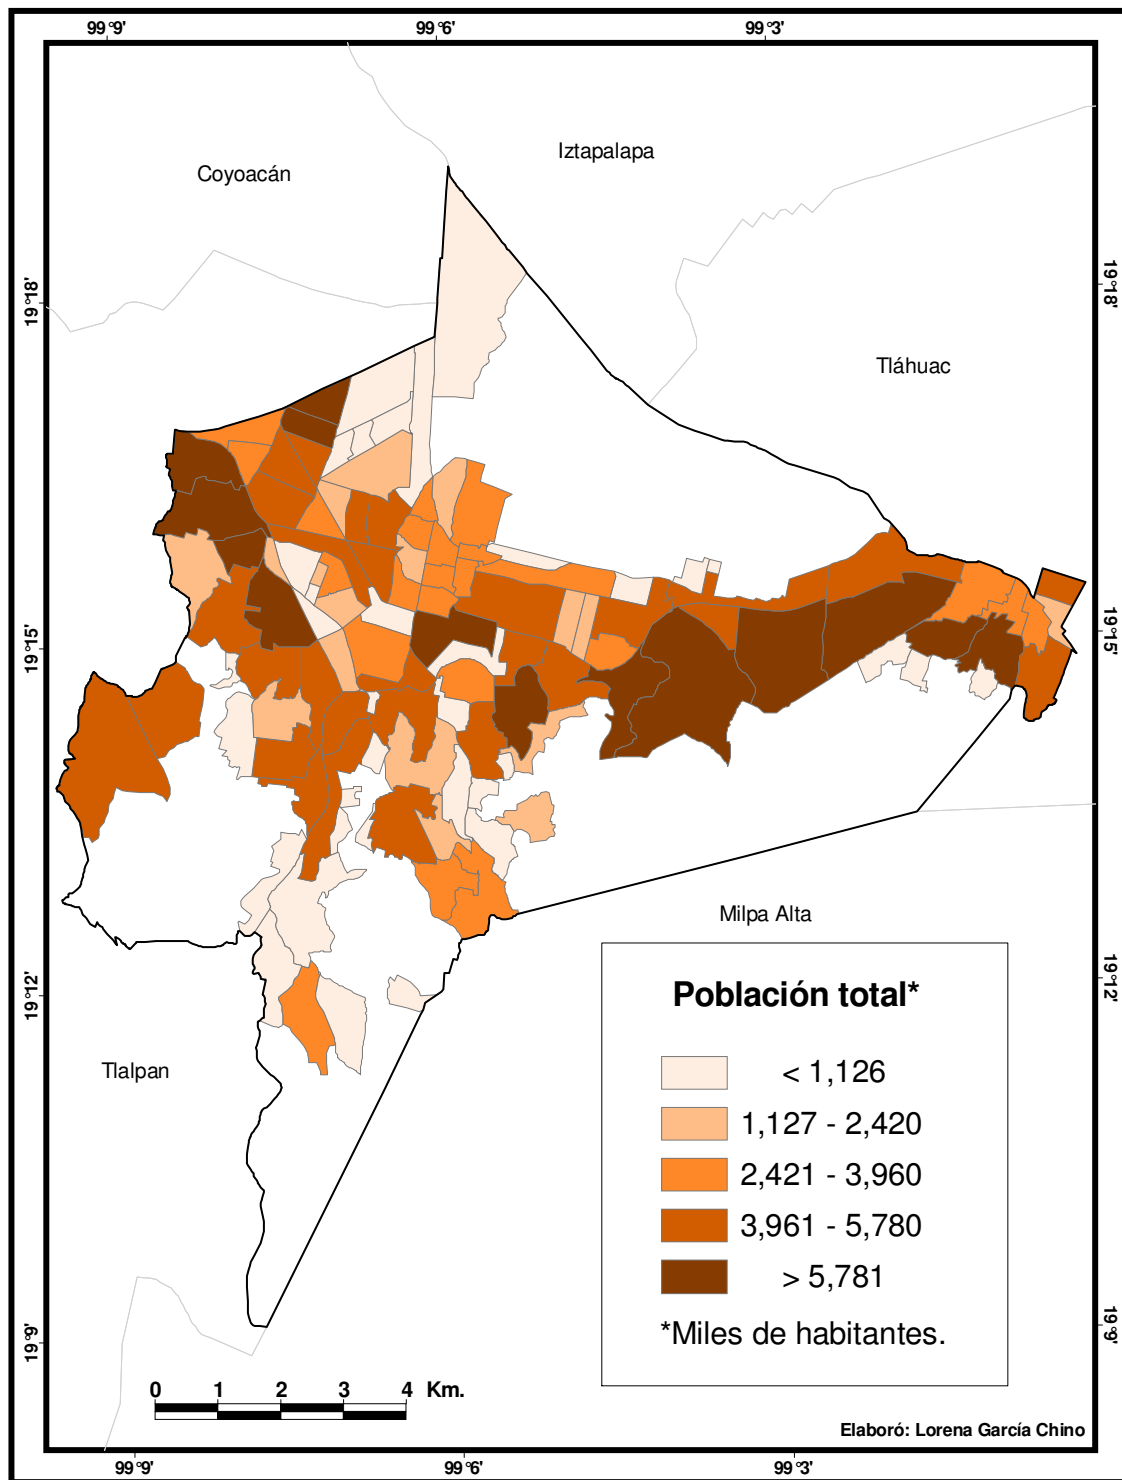 99°9' 99°6' 99°3'
Iztapalapa
Coyoacán
19°18' 19°18'
Tláhuac
19°15' 19°15'
Milpa Alta
19°12' 19°12'
Población total*
Tlalpan
< 1,126
1,127 - 2,420
2,421 - 3,960
3,961 - 5,780
> 5,781
*Miles de habitantes.
19°9' 19°9'
0 1 2 3 4 Km.
Elaboró: Lorena García Chino
99°9' 99°6' 99°3'